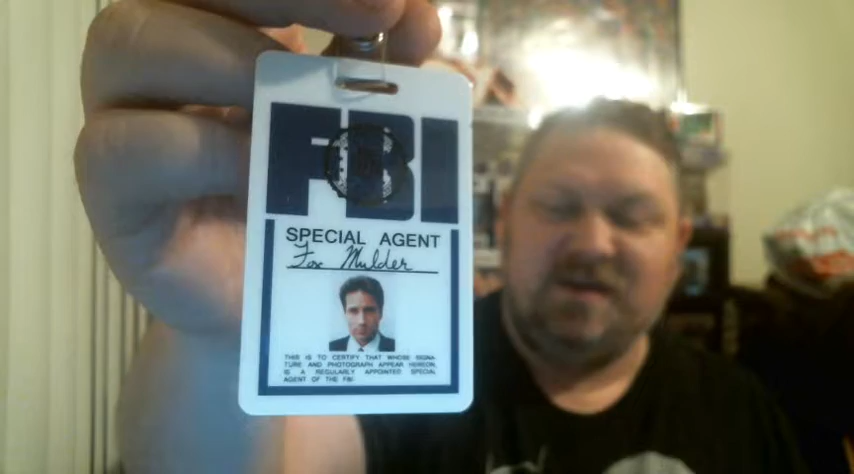 FBI
SPECIAL AGENT
Fox Mulder
THIS IS TO CERTIFY THAT WHOSE SIGNA-
TURE AND PHOTOGRAPH APPEAR HEREON,
IS A REGULARLY APPOINTED SPECIAL
AGENT OF THE FBI